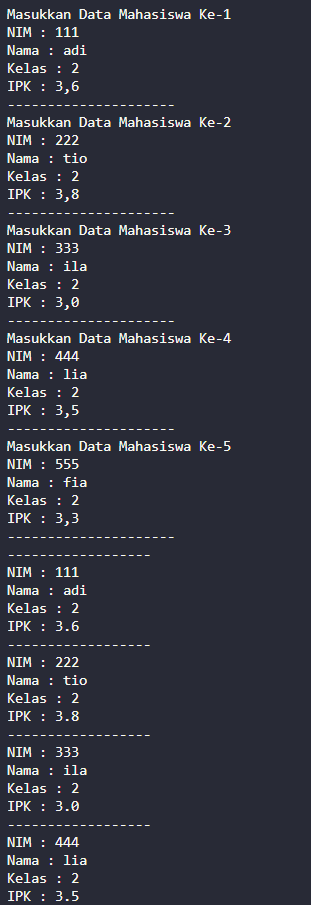 Masukkan Data Mahasiswa Ke-1
NIM : 111
Nama : adi
Kelas : 2
IPK : 3,6
---------------------
Masukkan Data Mahasiswa Ke-2
NIM : 222
Nama : tio
Kelas : 2
IPK : 3,8
---------------------
Masukkan Data Mahasiswa Ke-3
NIM : 333
Nama : ila
Kelas : 2
IPK : 3,0
---------------------
Masukkan Data Mahasiswa Ke-4
NIM : 444
Nama : lia
Kelas : 2
IPK : 3,5
---------------------
Masukkan Data Mahasiswa Ke-5
NIM : 555
Nama : fia
Kelas : 2
IPK : 3,3
---------------------
------------------
NIM : 111
Nama : adi
Kelas : 2
IPK : 3.6
------------------
NIM : 222
Nama : tio
Kelas : 2
IPK : 3.8
------------------
NIM : 333
Nama : ila
Kelas : 2
IPK : 3.0
------------------
NIM : 444
Nama : lia
Kelas : 2
IPK : 3.5